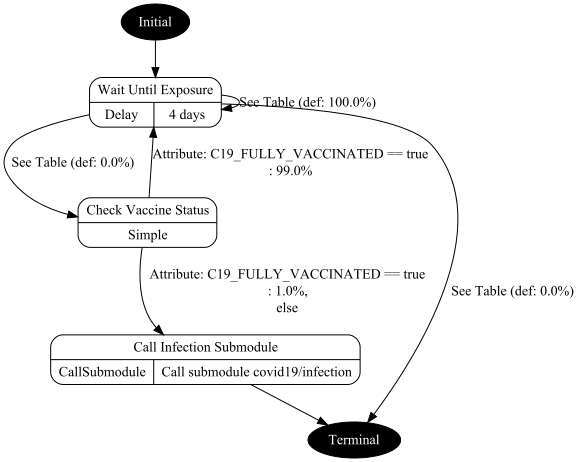 Initial
Wait Until Exposure
Delay
4 days
See Table (def: 100.0%)
See Table (def: 0.0%)
Attribute: C19_FULLY_VACCINATED == true
: 99.0%
Check Vaccine Status
Simple
Attribute: C19_FULLY_VACCINATED == true
: 1.0%,
else
See Table (def: 0.0%)
Call Infection Submodule
CallSubmodule
Call submodule covid19/infection
Terminal